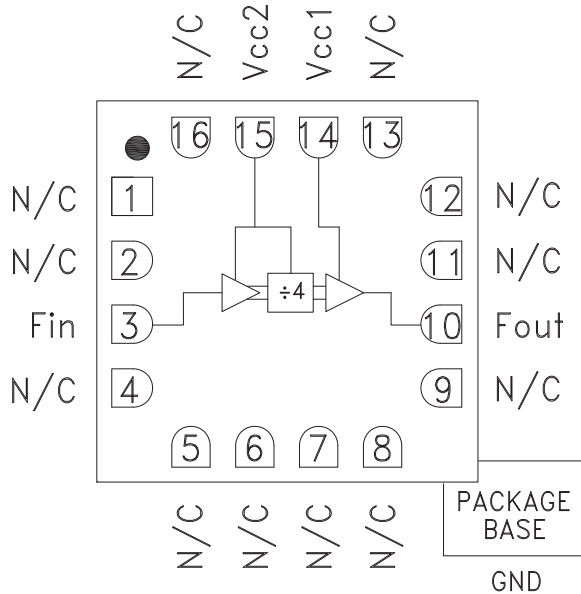 N/C
Vcc2
Vcc1
N/C
16
15
14
13
N/C 1
12 N/C
N/C 2
11 N/C
÷4
Fin 3
10 Fout
N/C 4
9 N/C
5
6
7
8
N/C
N/C
N/C
N/C
PACKAGE
BASE
GND